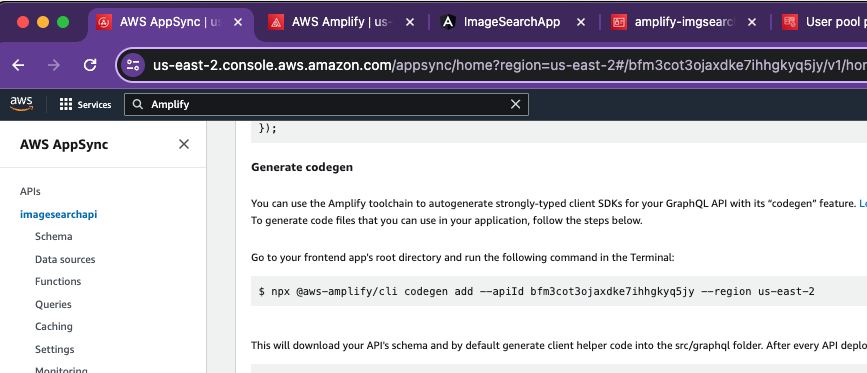 AWS AppSync | us-
AWS Amplify | us-
ImageSearchApp
amplify-imgsearc
User pool
us-east-2.console.aws.amazon.com/appsync/home?region=us-east-2#/bfm3cot3ojaxdke7ihhgkyq5jy/v1/hor
aws
Services
Amplify
AWS AppSync
});
Generate codegen
You can use the Amplify toolchain to autogenerate strongly-typed client SDKs for your GraphQL API with its “codegen” feature. Le
To generate code files that you can use in your application, follow the steps below.
APIs
imagesearchapi
Schema
Data sources
Functions
Queries
Caching
Settings
Monitoring
Go to your frontend app's root directory and run the following command in the Terminal:
$ npx @aws-amplify/cli codegen add --apiId bfm3cot3ojaxdke7ihhgkyq5jy --region us-east-2
This will download your API's schema and by default generate client helper code into the src/graphql folder. After every API deplo